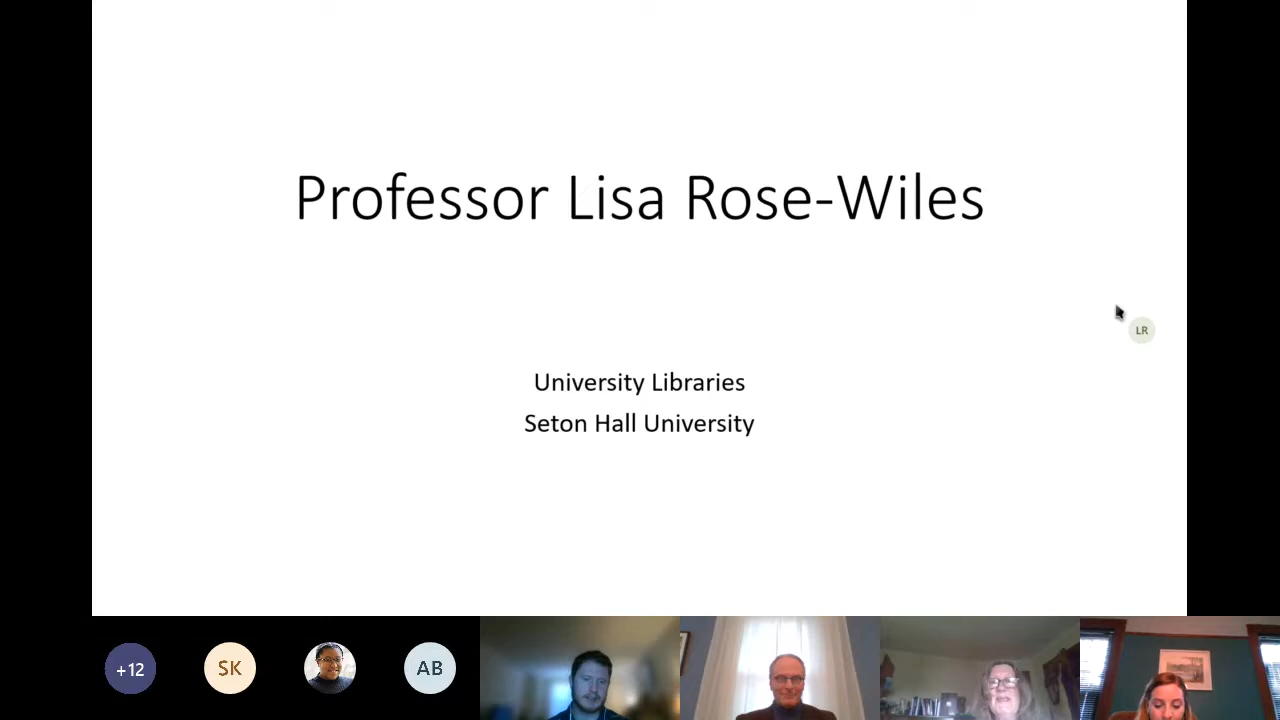 Professor Lisa Rose-Wiles
LR
University Libraries
Seton Hall University
+12
SK
AB